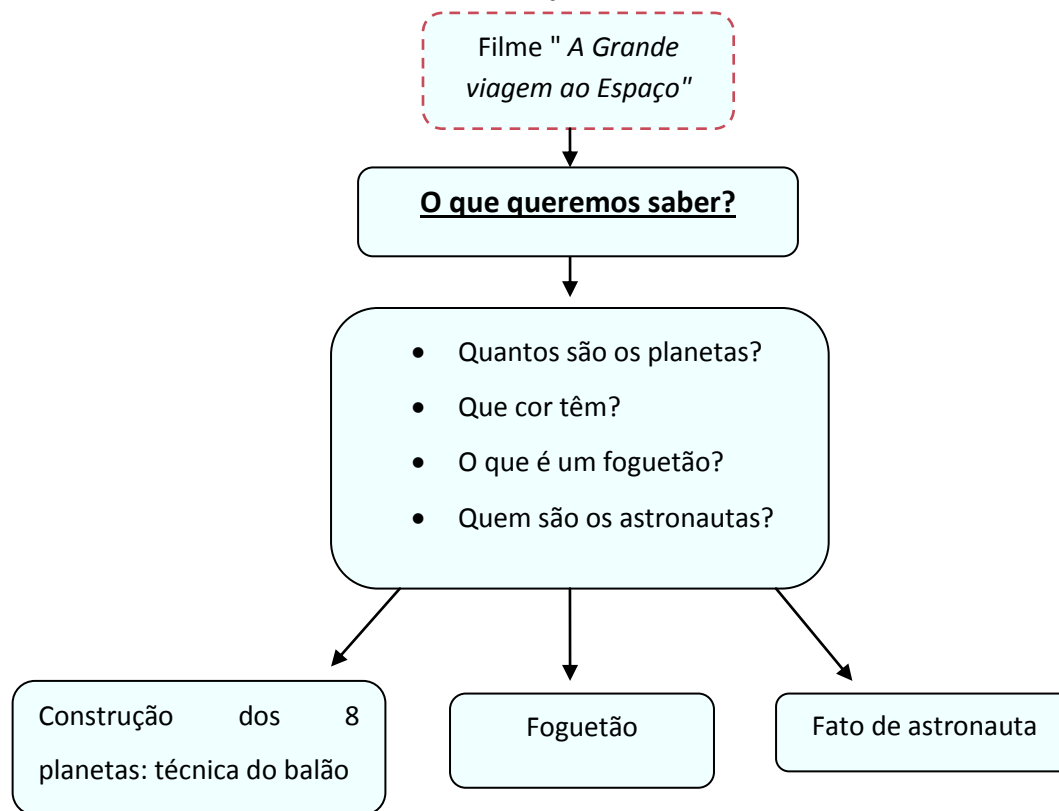 Filme " A Grande
viagem ao Espaço"
O que queremos saber?
• Quantos são os planetas?
• Que cor têm?
• O que é um foguetão?
• Quem são os astronautas?
Construção dos 8
planetas: técnica do balão
Foguetão
Fato de astronauta